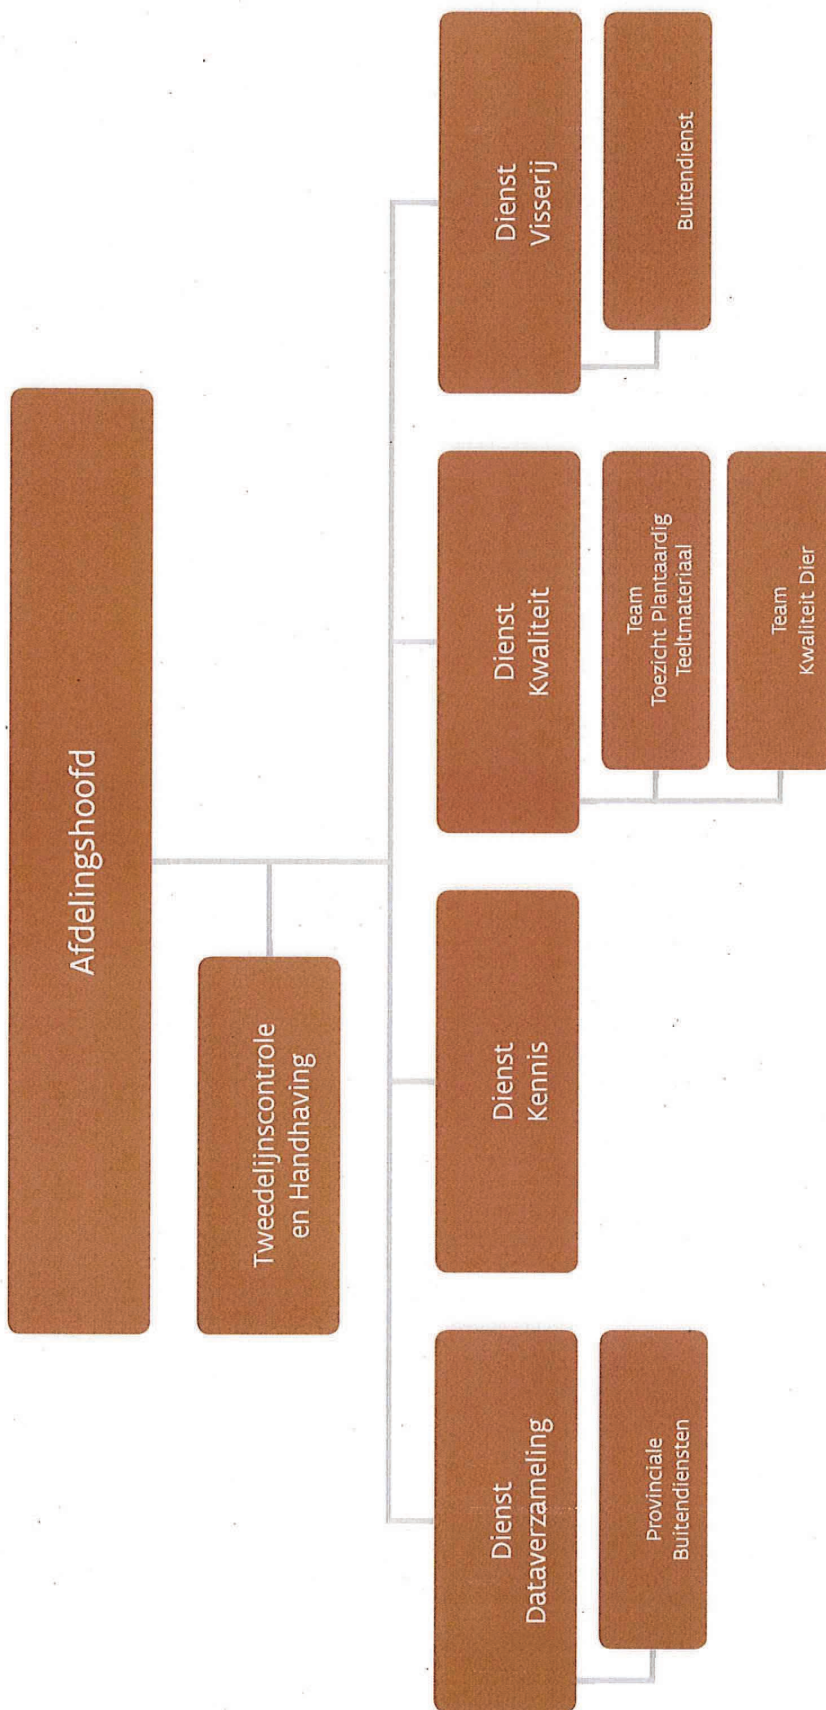 Afdelingshoofd
Tweedelijnscontrole
en Handhaving
Dienst
Dataverzameling
Provinciale
Buitendiensten
Dienst
Kennis
Dienst
Kwaliteit
Team
Toezicht Plantaardig
Teeltmateriaal
Team
Kwaliteit Dier
Dienst
Visserij
Buitendienst